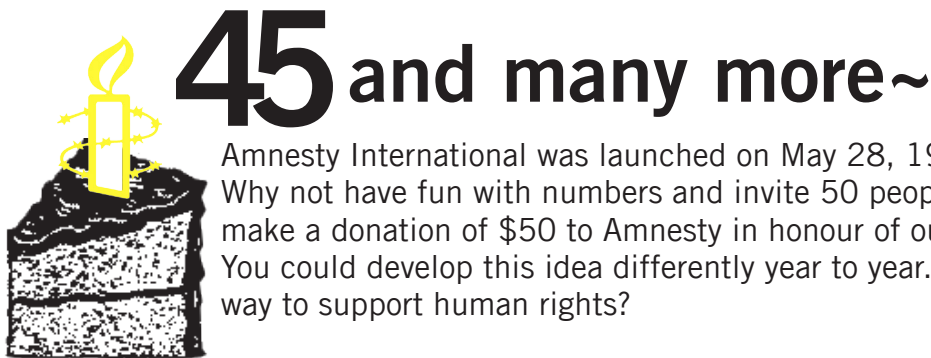 45 and many more~
Amnesty International was launched on May 28, 19
Why not have fun with numbers and invite 50 peop
make a donation of $50 to Amnesty in honour of ou
You could develop this idea differently year to year.
way to support human rights?